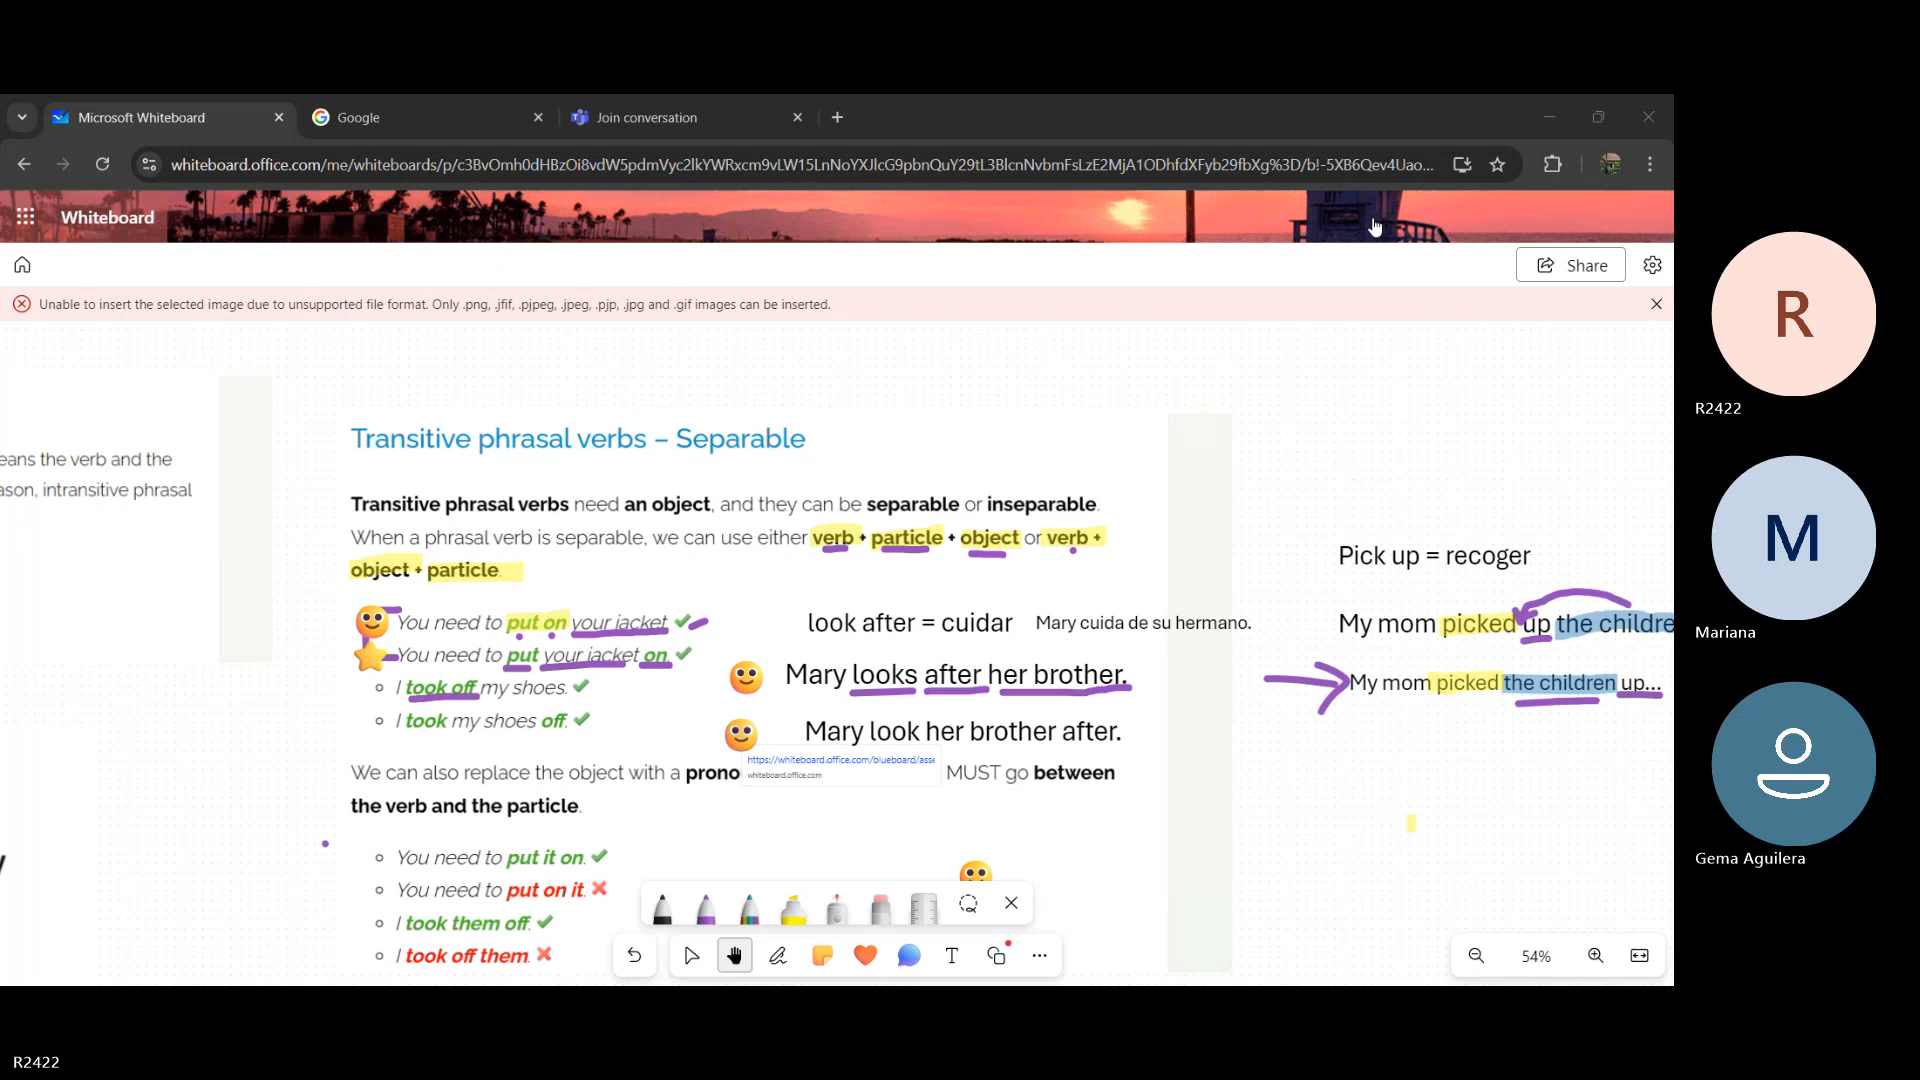 Microsoft Whiteboard
Google
Join conversation
Whiteboard
Share
Unable to insert the selected image due to unsupported file format. Only .png, .jfif, .pjpeg, .jpeg, .pjp, .jpg and .gif images can be inserted.
eans the verb and the
ason, intransitive phrasal
Transitive phrasal verbs – Separable
Transitive phrasal verbs need an object, and they can be separable or inseparable.
When a phrasal verb is separable, we can use either verb + particle + object or verb +
object + particle.
You need to put on your jacket.
You need to put your jacket on
I took off my shoes.
I took my shoes off.
look after = cuidar
Mary cuida de su hermano.
Mary looks after her brother.
Mary look her brother after.
https://whiteboard.office.com/blueboard/asse
whiteboard.office.com
We can also replace the object with a prono MUST go between
the verb and the particle.
You need to put it on.
You need to put on it.
I took them off.
I took off them.
Pick up = recoger
My mom picked up the childre
My mom picked the children up...
54%
R
R2422
M
Mariana
Gema Aguilera
R2422